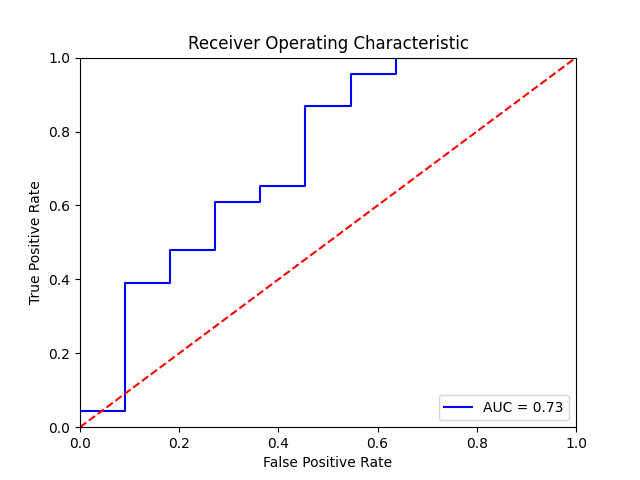 Receiver Operating Characteristic
1.0
0.8
0.6
0.4
0.2
0.0
True Positive Rate
AUC = 0.73
0.0 0.2 0.4 0.6 0.8 1.0
False Positive Rate